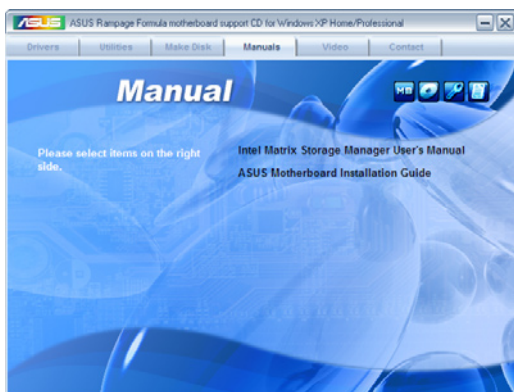 ASUS ASUS Rampage Formula motherboard support CD for Windows XP Home/Professional
Drivers Utilities Make Disk Manuals Video Contact
Manual
MB
Please select items on the right
side.
Intel Matrix Storage Manager User's Manual
ASUS Motherboard Installation Guide